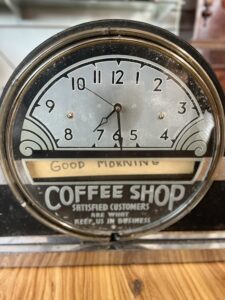 10 11 12 1 2
9 3
8 7 6 5 4
GOOD MORNING
COFFEE SHOP
SATISFIED CUSTOMERS
ARE WHAT
KEEP US IN BUSINESS